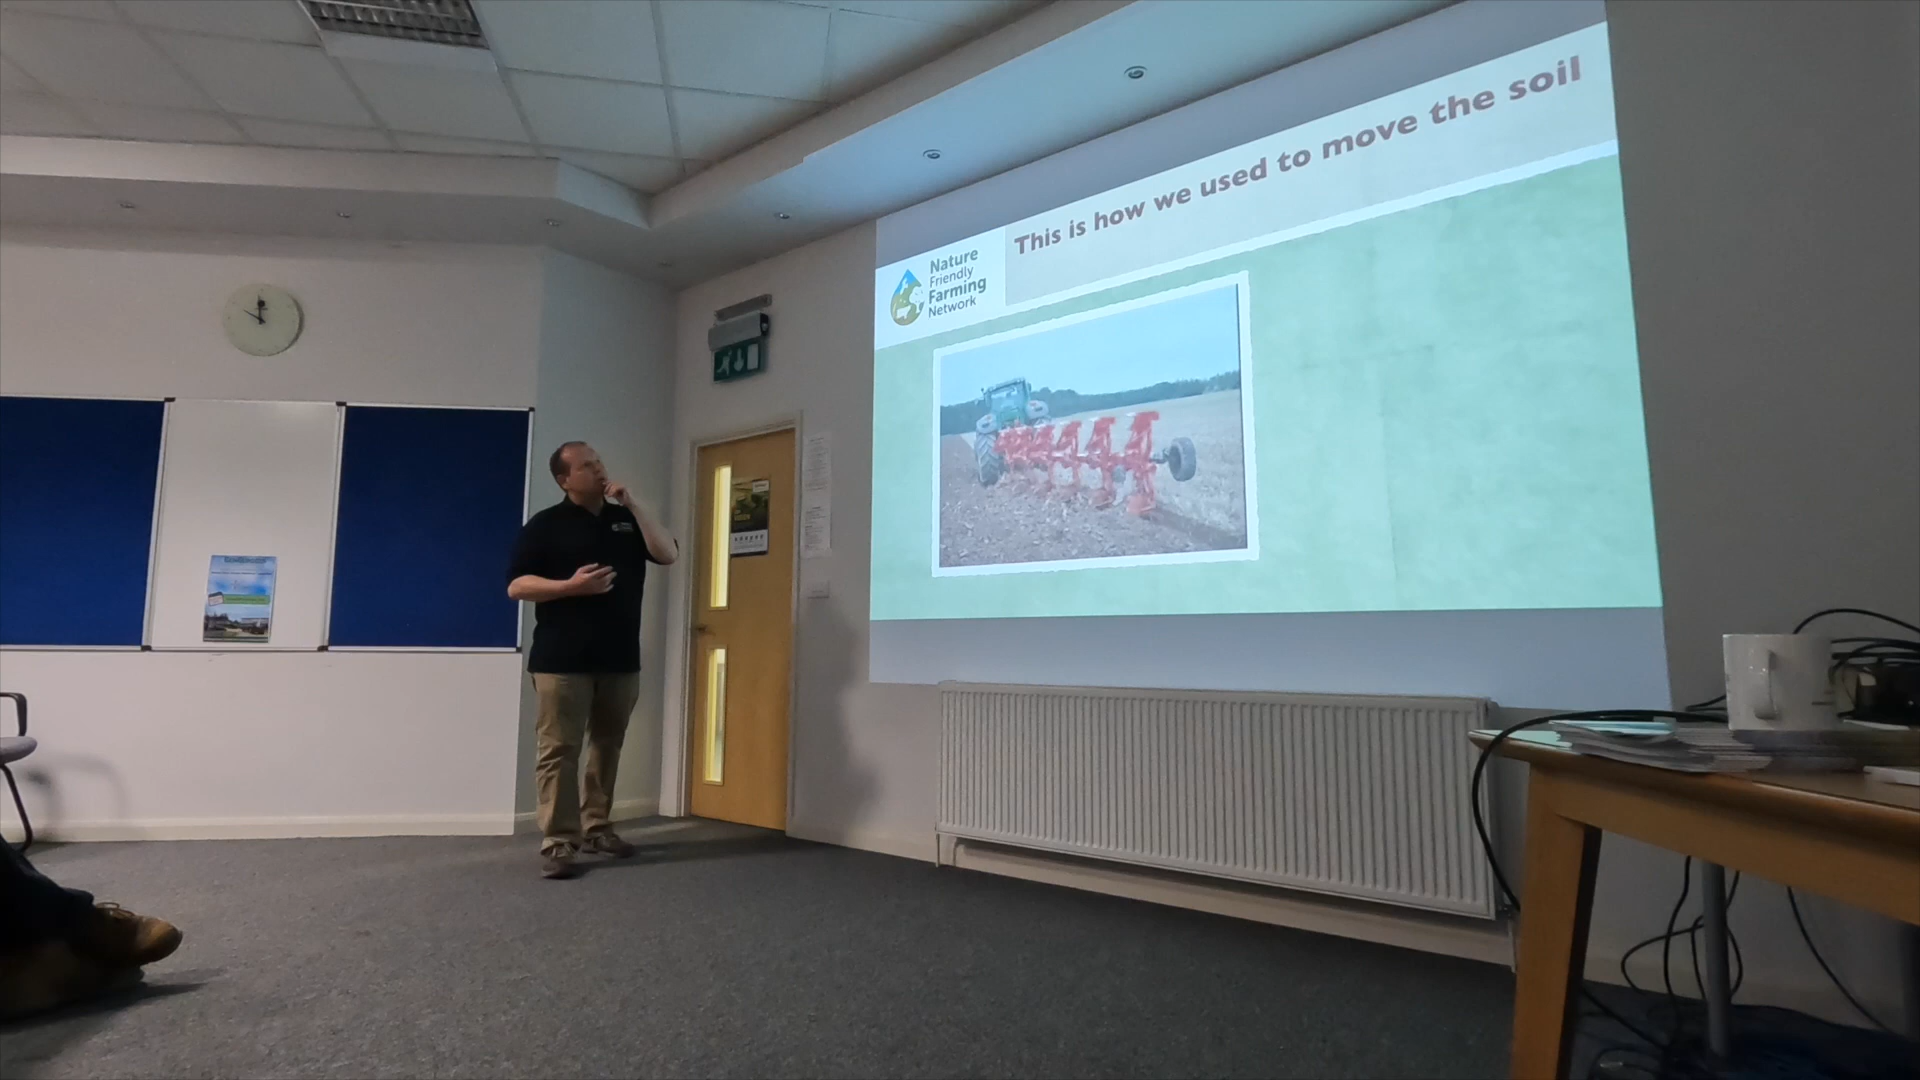 This is how we used to move the soil
Nature
Friendly
Farming
Network